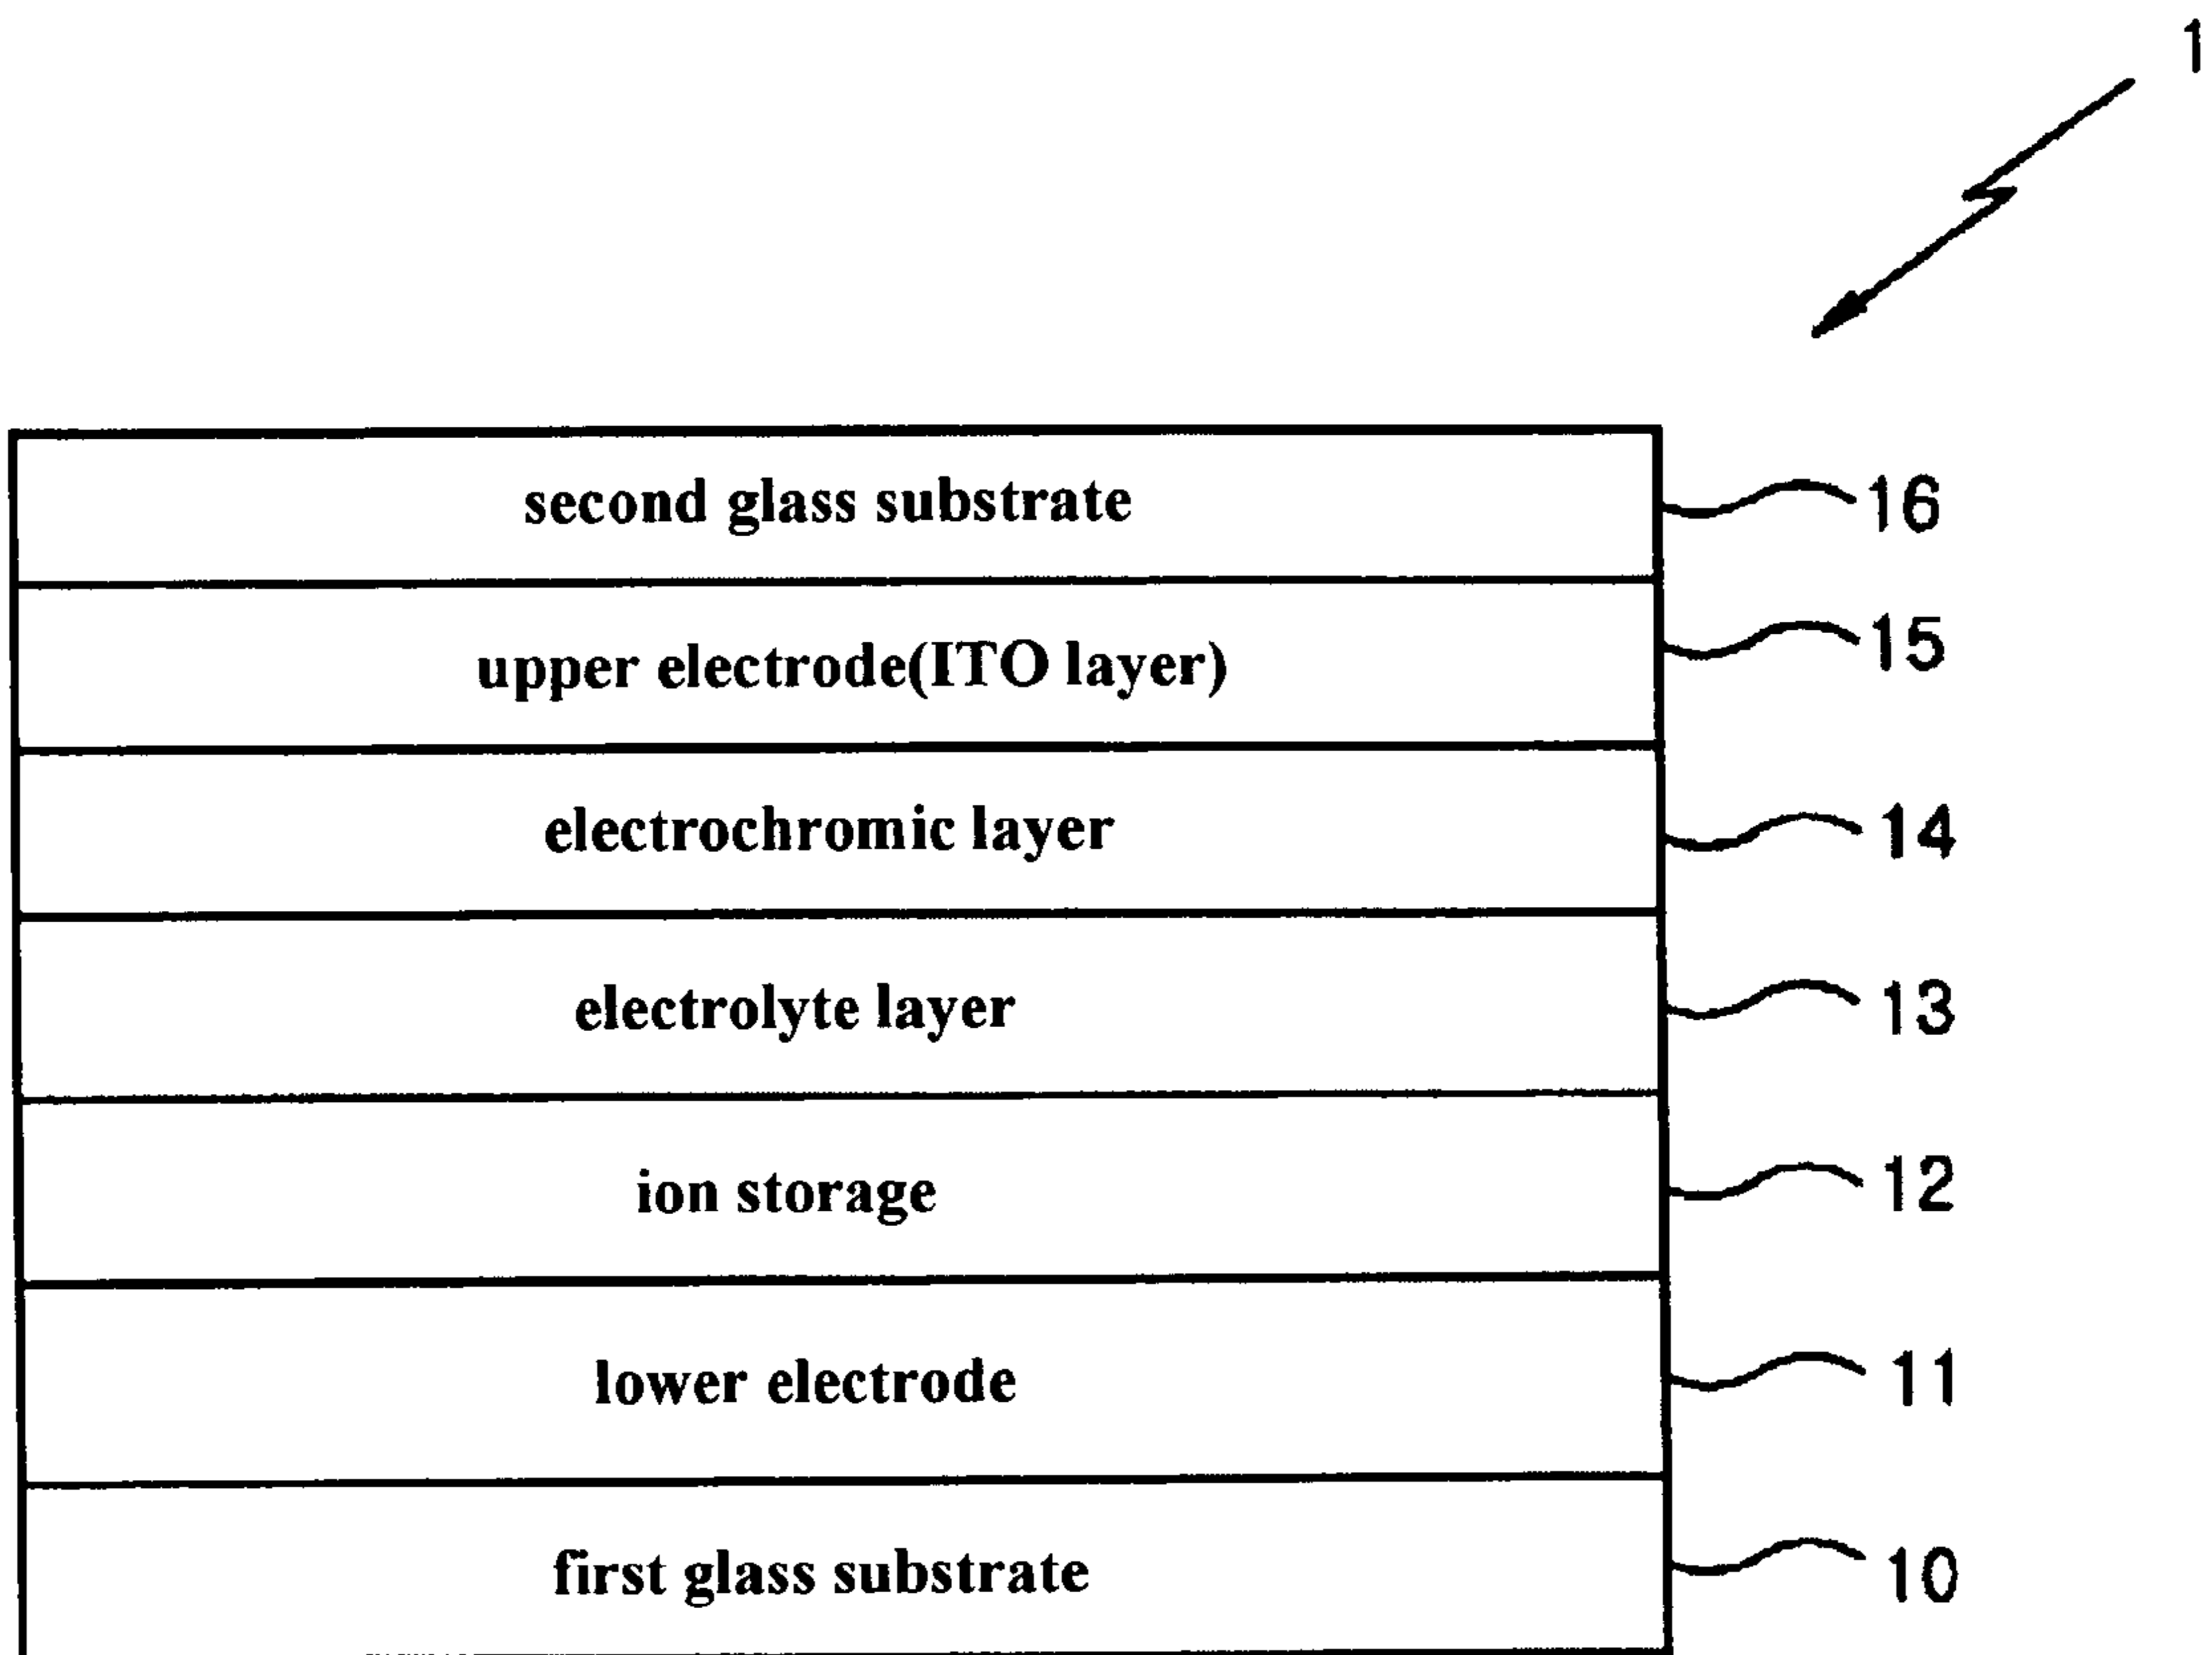 1
second glass substrate 16
upper electrode(ITO layer) 15
electrochromic layer 14
electrolyte layer 13
ion storage 12
lower electrode 11
first glass substrate 10